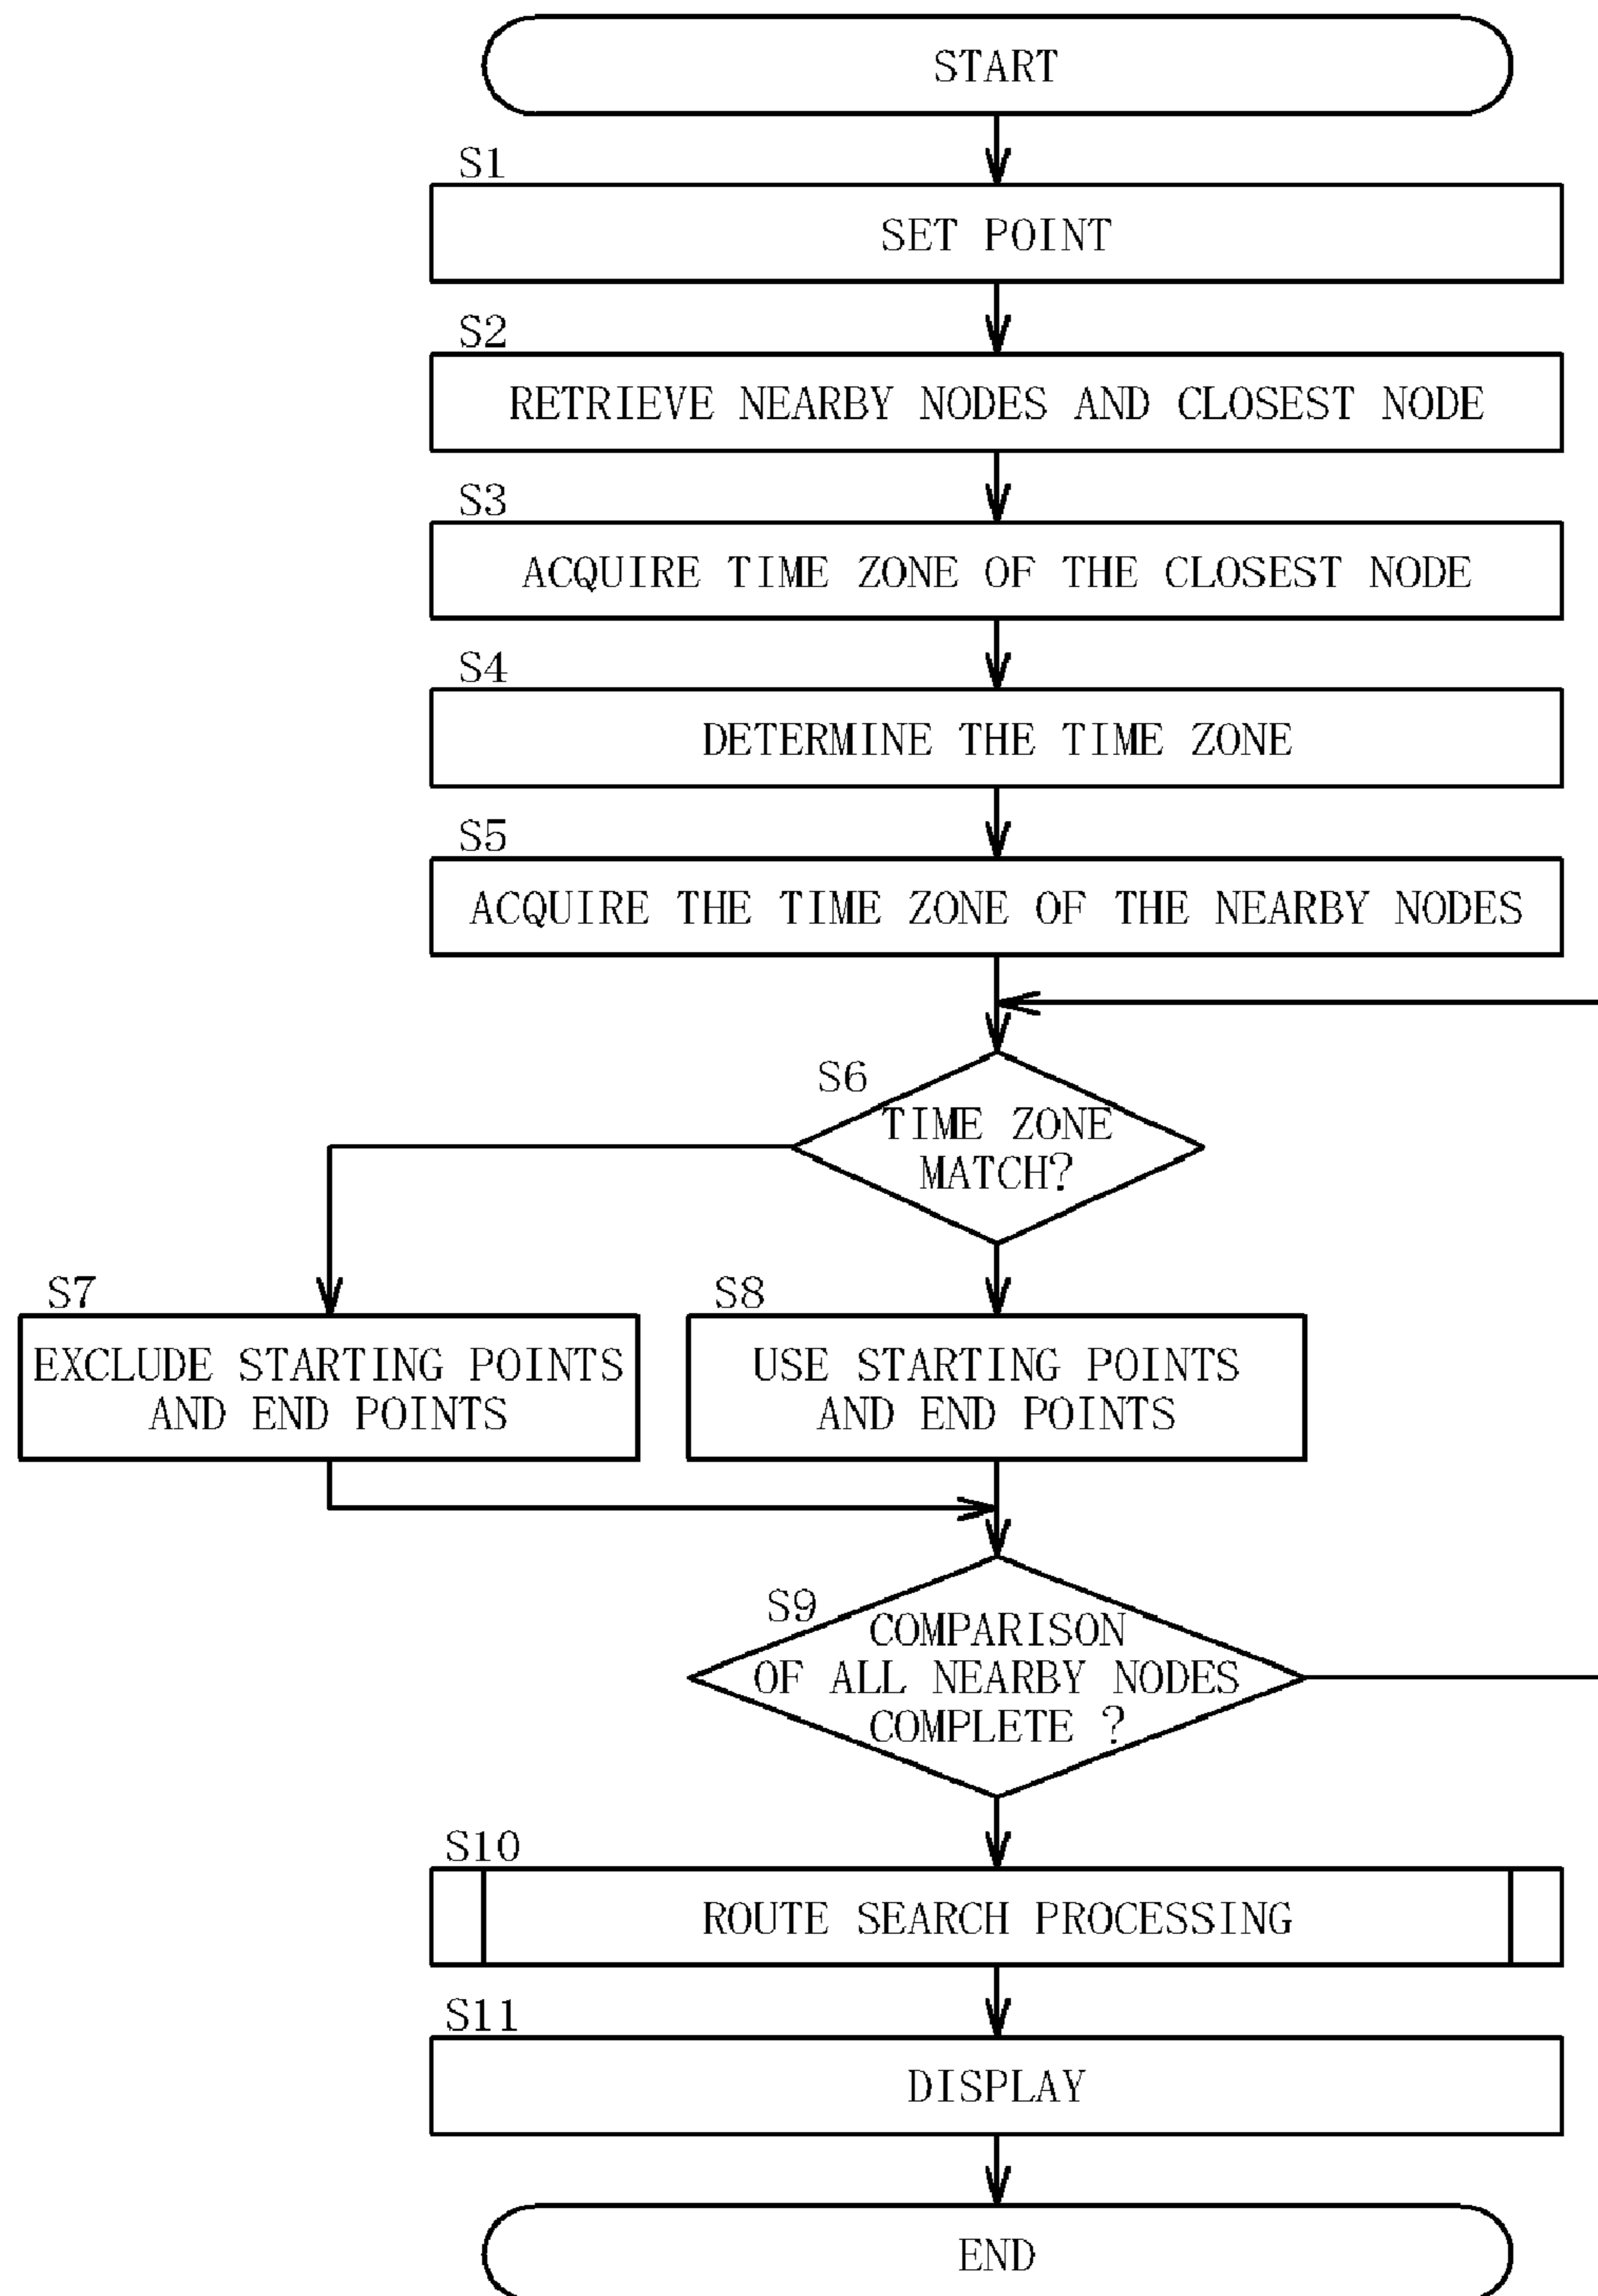 START
S1
SET POINT
S2
RETRIEVE NEARBY NODES AND CLOSEST NODE
S3
ACQUIRE TIME ZONE OF THE CLOSEST NODE
S4
DETERMINE THE TIME ZONE
S5
ACQUIRE THE TIME ZONE OF THE NEARBY NODES
S6
TIME ZONE
MATCH?
S7
EXCLUDE STARTING POINTS
AND END POINTS
S8
USE STARTING POINTS
AND END POINTS
S9
COMPARISON
OF ALL NEARBY NODES
COMPLETE ?
S10
ROUTE SEARCH PROCESSING
S11
DISPLAY
END